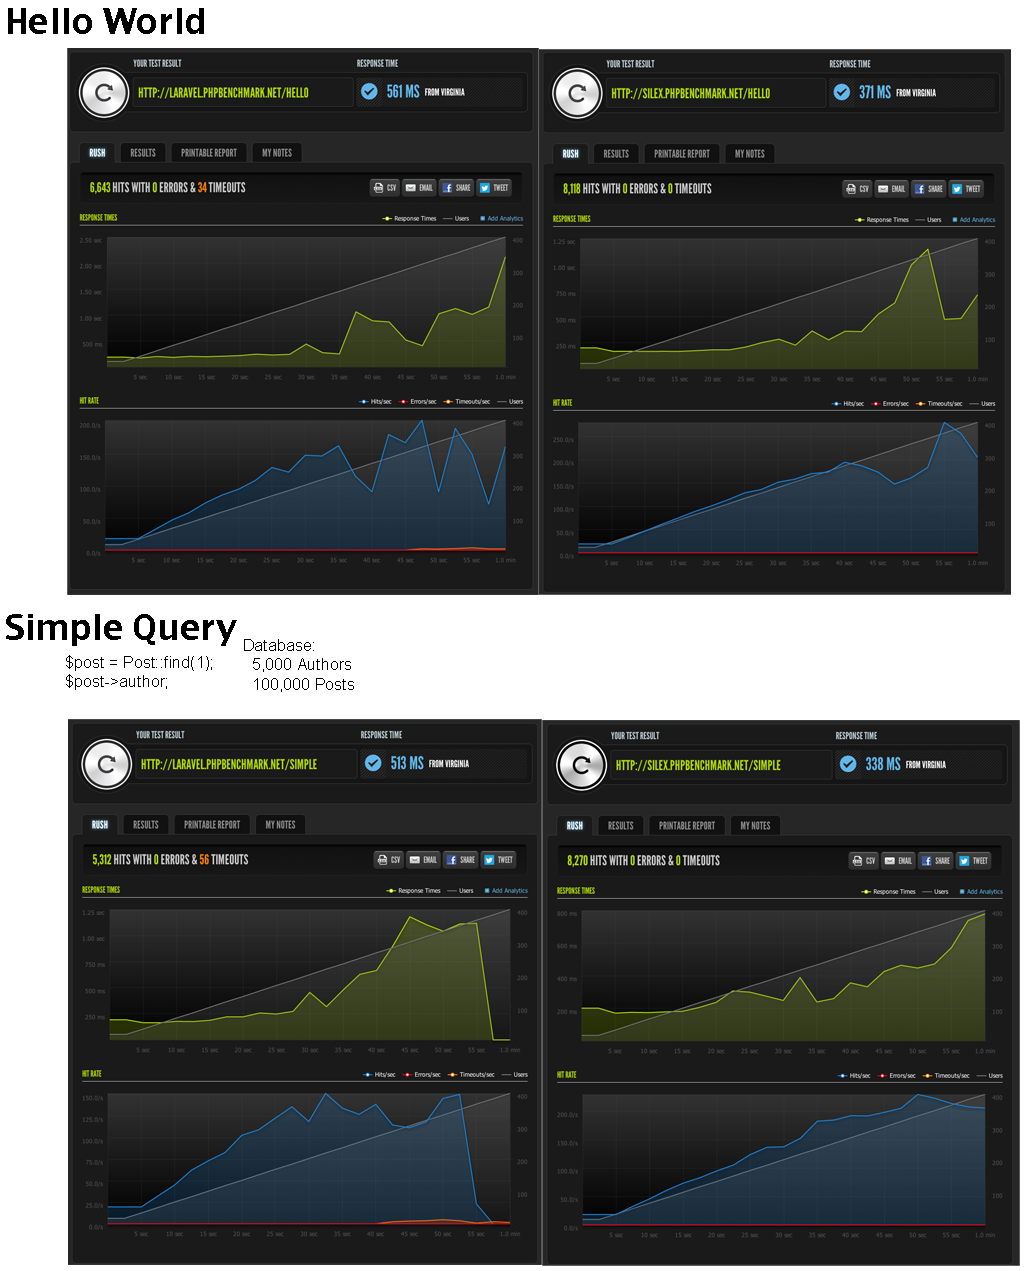 Hello World
YOUR TEST RESULT RESPONSE TIME
HTTP://LARAVEL.PHPBENCHMARK.NET/HELLO 561 MS FROM VIRGINIA
RUSH RESULTS PRINTABLE REPORT MY NOTES
6,643 HITS WITH 0 ERRORS & 34 TIMEOUTS CSV EMAIL SHARE TWEET
RESPONSE TIMES Response Times Users Add Analytics
2.50 sec 400
2.00 sec 300
1.50 sec
1.00 sec 200
500 ms 100
5 sec 10 sec 15 sec 20 sec 25 sec 30 sec 35 sec 40 sec 45 sec 50 sec 55 sec 1.0 min
HIT RATE Hits/sec Errors/sec Timeouts/sec Users
200.0/s 400
150.0/s 300
100.0/s 200
50.0/s 100
0.0/s
5 sec 10 sec 15 sec 20 sec 25 sec 30 sec 35 sec 40 sec 45 sec 50 sec 55 sec 1.0 min
YOUR TEST RESULT RESPONSE TIME
HTTP://SILEX.PHPBENCHMARK.NET/HELLO 371 MS FROM VIRGINIA
RUSH RESULTS PRINTABLE REPORT MY NOTES
8,118 HITS WITH 0 ERRORS & 0 TIMEOUTS CSV EMAIL SHARE TWEET
RESPONSE TIMES Response Times Users Add Analytics
1.25 sec 400
1.00 sec 300
750 ms
500 ms 200
250 ms 100
5 sec 10 sec 15 sec 20 sec 25 sec 30 sec 35 sec 40 sec 45 sec 50 sec 55 sec 1.0 min
HIT RATE Hits/sec Errors/sec Timeouts/sec Users
400
250.0/s
200.0/s 300
150.0/s
100.0/s 200
50.0/s 100
0.0/s
5 sec 10 sec 15 sec 20 sec 25 sec 30 sec 35 sec 40 sec 45 sec 50 sec 55 sec 1.0 min
Simple Query
$post = Post::find(1);
$post->author;
Database:
5,000 Authors
100,000 Posts
YOUR TEST RESULT RESPONSE TIME
HTTP://LARAVEL.PHPBENCHMARK.NET/SIMPLE 513 MS FROM VIRGINIA
RUSH RESULTS PRINTABLE REPORT MY NOTES
5,312 HITS WITH 0 ERRORS & 56 TIMEOUTS CSV EMAIL SHARE TWEET
RESPONSE TIMES Response Times Users Add Analytics
1.25 sec 400
1.00 sec 300
750 ms 200
500 ms
250 ms 100
5 sec 10 sec 15 sec 20 sec 25 sec 30 sec 35 sec 40 sec 45 sec 50 sec 55 sec 1.0 min
HIT RATE Hits/sec Errors/sec Timeouts/sec Users
150.0/s 400
125.0/s
100.0/s 300
75.0/s
50.0/s 200
25.0/s 100
0.0/s
5 sec 10 sec 15 sec 20 sec 25 sec 30 sec 35 sec 40 sec 45 sec 50 sec 55 sec 1.0 min
YOUR TEST RESULT RESPONSE TIME
HTTP://SILEX.PHPBENCHMARK.NET/SIMPLE 338 MS FROM VIRGINIA
RUSH RESULTS PRINTABLE REPORT MY NOTES
8,270 HITS WITH 0 ERRORS & 0 TIMEOUTS CSV EMAIL SHARE TWEET
RESPONSE TIMES Response Times Users Add Analytics
800 ms 400
600 ms 300
400 ms 200
200 ms 100
5 sec 10 sec 15 sec 20 sec 25 sec 30 sec 35 sec 40 sec 45 sec 50 sec 55 sec 1.0 min
HIT RATE Hits/sec Errors/sec Timeouts/sec Users
400
200.0/s
150.0/s 300
100.0/s 200
50.0/s 100
0.0/s
5 sec 10 sec 15 sec 20 sec 25 sec 30 sec 35 sec 40 sec 45 sec 50 sec 55 sec 1.0 min